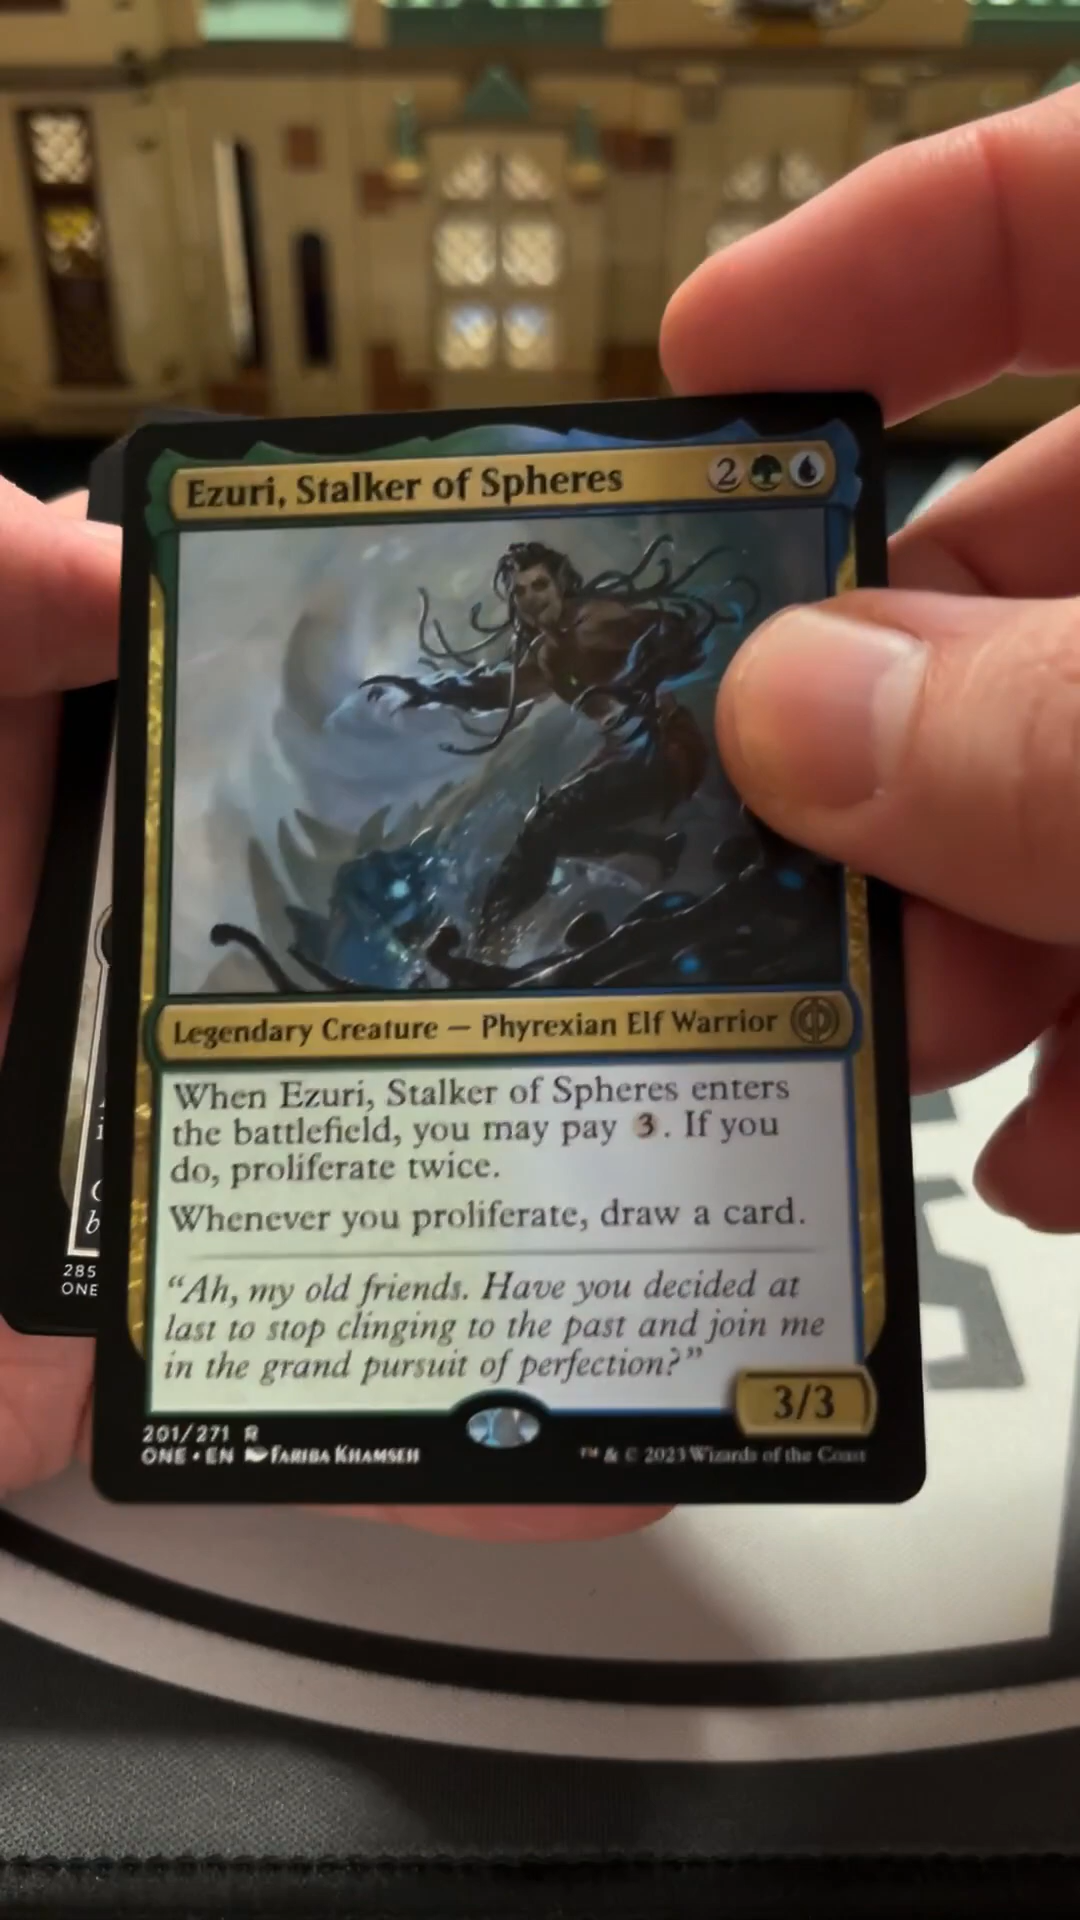 Ezuri, Stalker of Spheres 2
Legendary Creature — Phyrexian Elf Warrior
When Ezuri, Stalker of Spheres enters
the battlefield, you may pay 3. If you
do, proliferate twice.
Whenever you proliferate, draw a card.
“Ah, my old friends. Have you decided at
last to stop clinging to the past and join me
in the grand pursuit of perfection?”
3/3
201/271 R
ONE • EN Fariba Khamseh
™ & © 2023 Wizards of the Coast
285
ONE